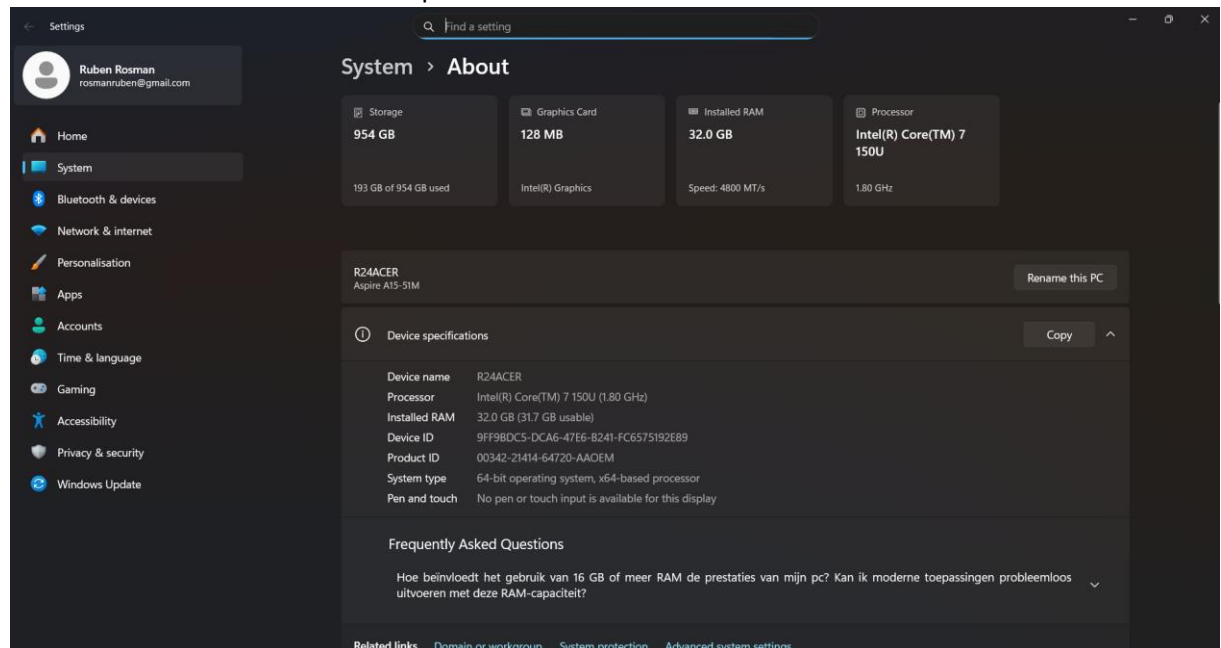 Settings
Find a setting
Ruben Rosman
rosmanruben@gmail.com
Home
System
Bluetooth & devices
Network & internet
Personalisation
Apps
Accounts
Time & language
Gaming
Accessibility
Privacy & security
Windows Update
System > About
Storage
954 GB
193 GB of 954 GB used
Graphics Card
128 MB
Intel(R) Graphics
Installed RAM
32.0 GB
Speed: 4800 MT/s
Processor
Intel(R) Core(TM) 7
150U
1.80 GHz
R24ACER
Aspire A15-51M
Rename this PC
Device specifications
Copy
Device name R24ACER
Processor Intel(R) Core(TM) 7 150U (1.80 GHz)
Installed RAM 32.0 GB (31.7 GB usable)
Device ID 9FF9BDC5-DCA6-47E6-8241-FC6575192E89
Product ID 00342-21414-64720-AAOEM
System type 64-bit operating system, x64-based processor
Pen and touch No pen or touch input is available for this display
Frequently Asked Questions
Hoe beïnvloedt het gebruik van 16 GB of meer RAM de prestaties van mijn pc? Kan ik moderne toepassingen probleemloos
uitvoeren met deze RAM-capaciteit?
Related links Domain or workgroup System protection Advanced system settings